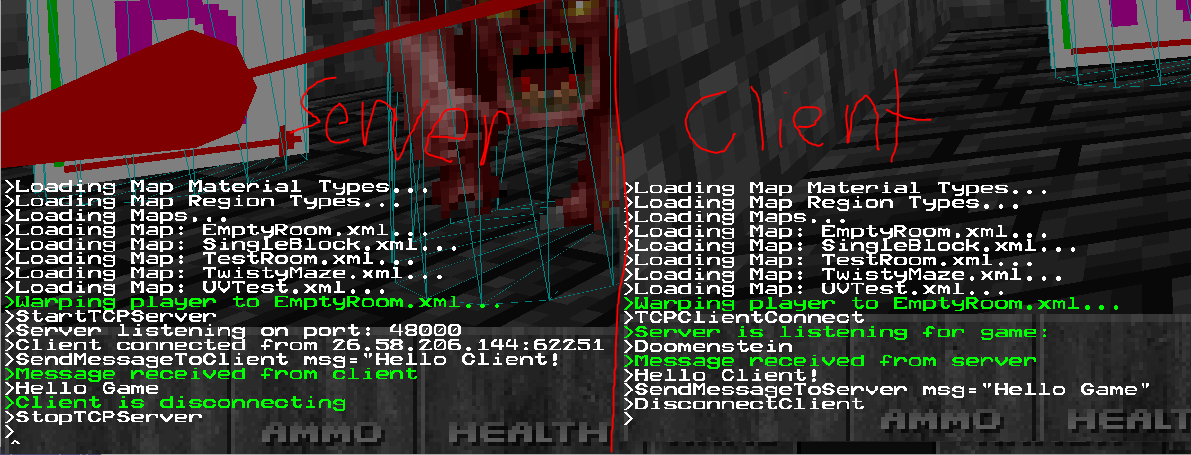 Server
>Loading Map Material Types...
>Loading Map Region Types...
>Loading Maps...
>Loading Map: EmptyRoom.xml...
>Loading Map: SingleBlock.xml...
>Loading Map: TestRoom.xml...
>Loading Map: TwistyMaze.xml...
>Loading Map: UVTest.xml...
>Warping player to EmptyRoom.xml...
>StartTCPServer
>Server listening on port: 48000
>Client connected from 26.58.206.144:62251
>SendMessageToClient msg="Hello Client!
>Message received from client
>Hello Game
>Client is disconnecting
>StopTCPServer
>
^
AMMO HEALTH
Client
>Loading Map Material Types...
>Loading Map Region Types...
>Loading Maps...
>Loading Map: EmptyRoom.xml...
>Loading Map: SingleBlock.xml...
>Loading Map: TestRoom.xml...
>Loading Map: TwistyMaze.xml...
>Loading Map: UVTest.xml...
>Warping player to EmptyRoom.xml...
>TCPClientConnect
>Server is listening for game:
>Doomenstein
>Message received from server
>Hello Client!
>SendMessageToServer msg="Hello Game"
>DisconnectClient
>
AMMO HEALT